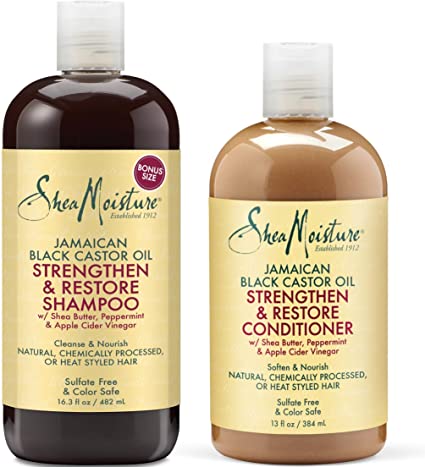 SheaMoisture®
Established 1912
BONUS
SIZE
JAMAICAN
BLACK CASTOR OIL
STRENGTHEN
& RESTORE
SHAMPOO
w/ Shea Butter, Peppermint
& Apple Cider Vinegar
Cleanse & Nourish
NATURAL, CHEMICALLY PROCESSED,
OR HEAT STYLED HAIR
Sulfate Free
& Color Safe
16.3 fl oz / 482 mL
SheaMoisture®
Established 1912
JAMAICAN
BLACK CASTOR OIL
STRENGTHEN
& RESTORE
CONDITIONER
w/ Shea Butter, Peppermint
& Apple Cider Vinegar
Soften & Nourish
NATURAL, CHEMICALLY PROCESSED,
OR HEAT STYLED HAIR
Sulfate Free
& Color Safe
13 fl oz / 384 mL